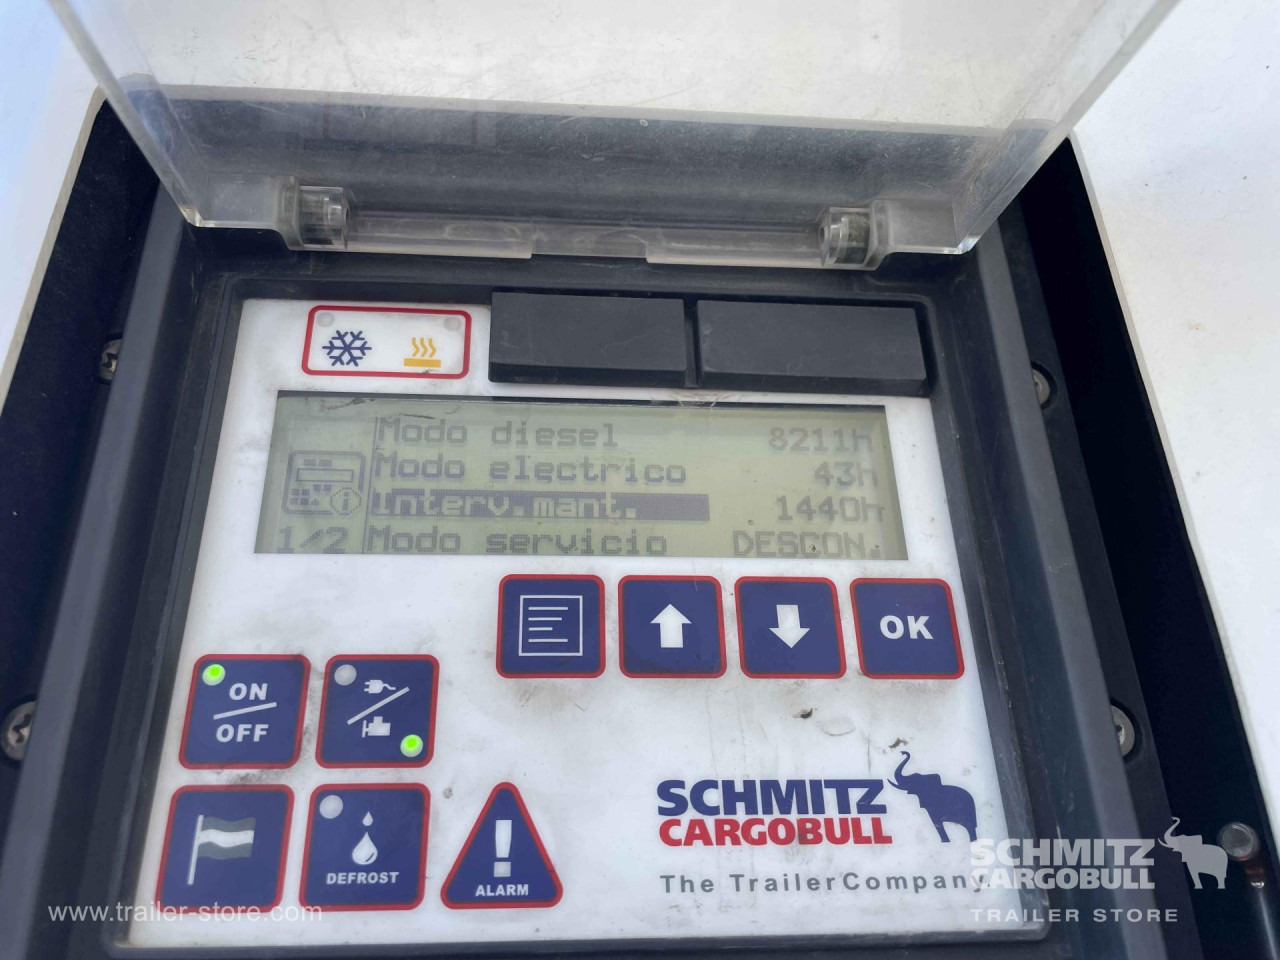 Modo diesel 8211h
Modo electrico 43h
Interv.mant. 1440h
1/2 Modo servicio DESCON.
OK
ON
OFF
DEFROST
ALARM
SCHMITZ
CARGOBULL
The TrailerCompany.
SCHMITZ
CARGOBULL
TRAILER STORE
www.trailer-store.com